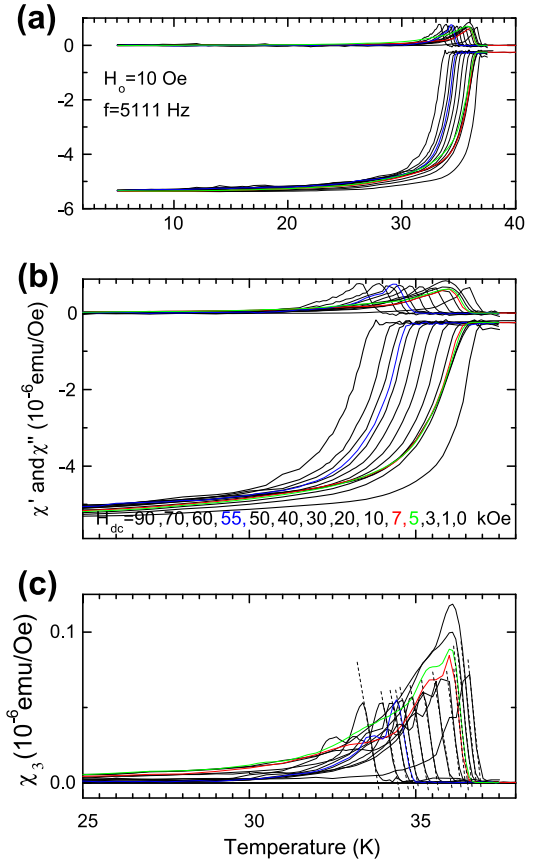 (a)
0
-2
-4
-6
H₀=10 Oe
f=5111 Hz
10 20 30 40
(b)
0
-2
-4
χ' and χ'' (10⁻⁶emu/Oe)
H_dc=90 ,70, 60, 55, 50, 40, 30, 20, 10, 7, 5,3,1,0 kOe
(c)
0.1
0.0
χ₃ (10⁻⁶emu/Oe)
25 30 35
Temperature (K)